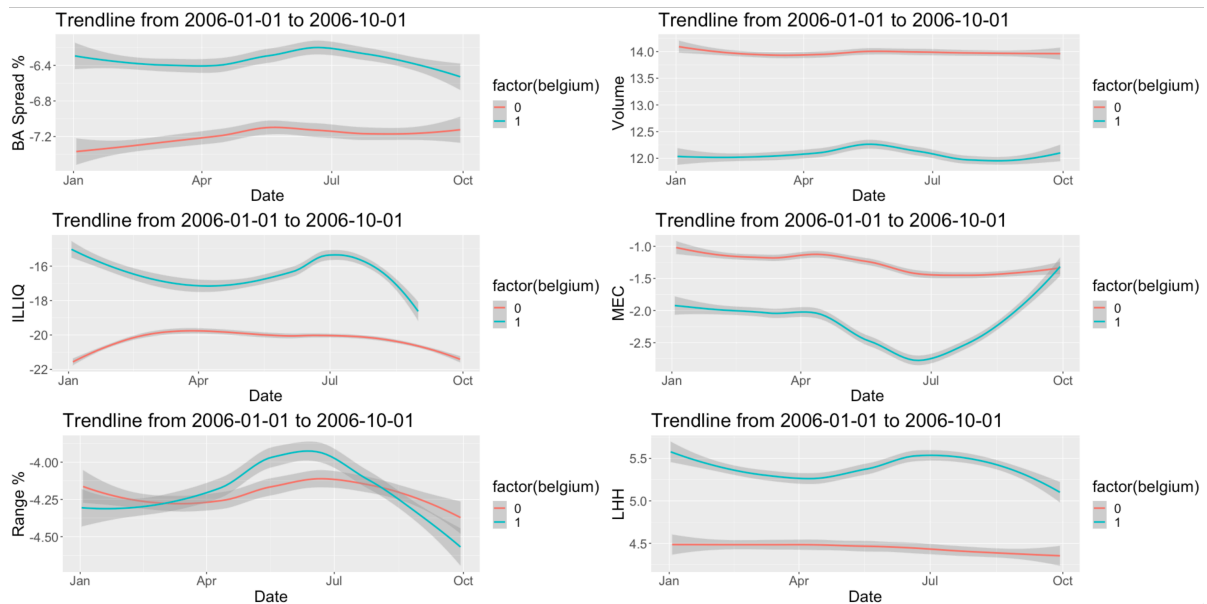 Trendline from 2006-01-01 to 2006-10-01
BA Spread %
-6.4
-6.8
-7.2
Jan Apr Jul Oct
Date
factor(belgium)
0
1
Trendline from 2006-01-01 to 2006-10-01
Volume
14.0
13.5
13.0
12.5
12.0
Jan Apr Jul Oct
Date
factor(belgium)
0
1
Trendline from 2006-01-01 to 2006-10-01
ILLIQ
-16
-18
-20
-22
Jan Apr Jul Oct
Date
factor(belgium)
0
1
Trendline from 2006-01-01 to 2006-10-01
MEC
-1.0
-1.5
-2.0
-2.5
Jan Apr Jul Oct
Date
factor(belgium)
0
1
Trendline from 2006-01-01 to 2006-10-01
Range %
-4.00
-4.25
-4.50
Jan Apr Jul Oct
Date
factor(belgium)
0
1
Trendline from 2006-01-01 to 2006-10-01
LHH
5.5
5.0
4.5
Jan Apr Jul Oct
Date
factor(belgium)
0
1